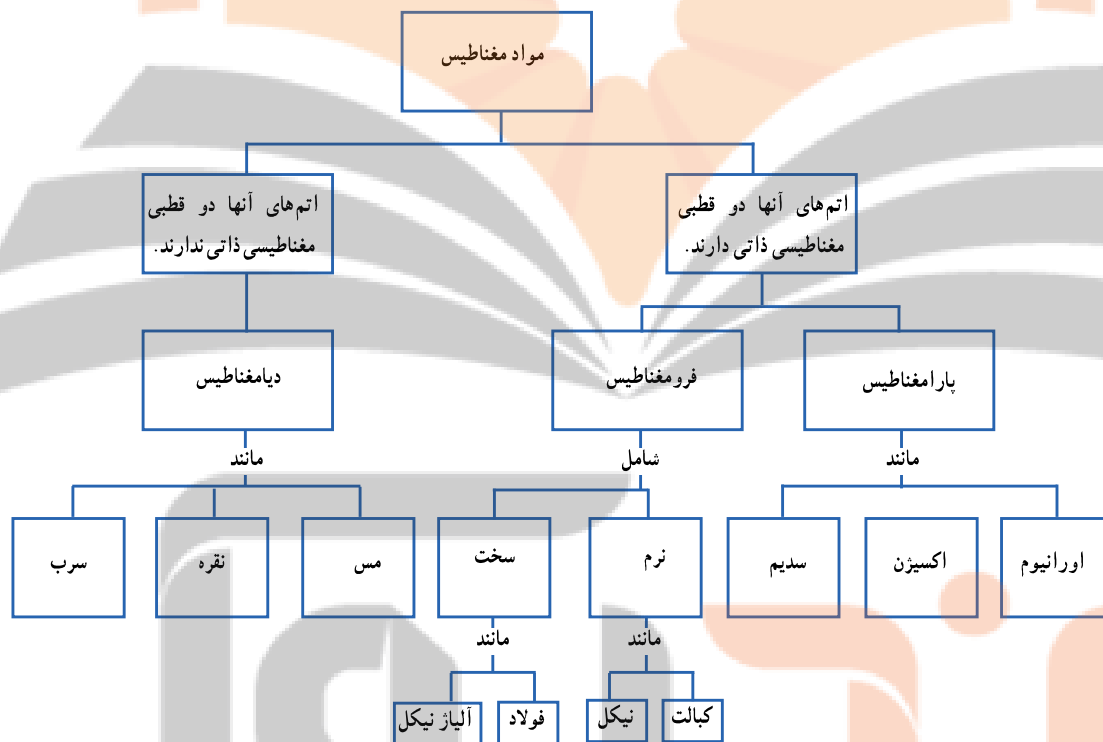 مواد مغناطیس
اتم‌های آنها دو قطبی
مغناطیسی ذاتی دارند.
اتم‌های آنها دو قطبی
مغناطیسی ذاتی ندارند.
پارامغناطیس
فرومغناطیس
دیامغناطیس
مانند
شامل
مانند
اورانیوم
اکسیژن
سدیم
نرم
سخت
مس
نقره
سرب
مانند
مانند
کبالت
نیکل
فولاد
آلیاژ نیکل